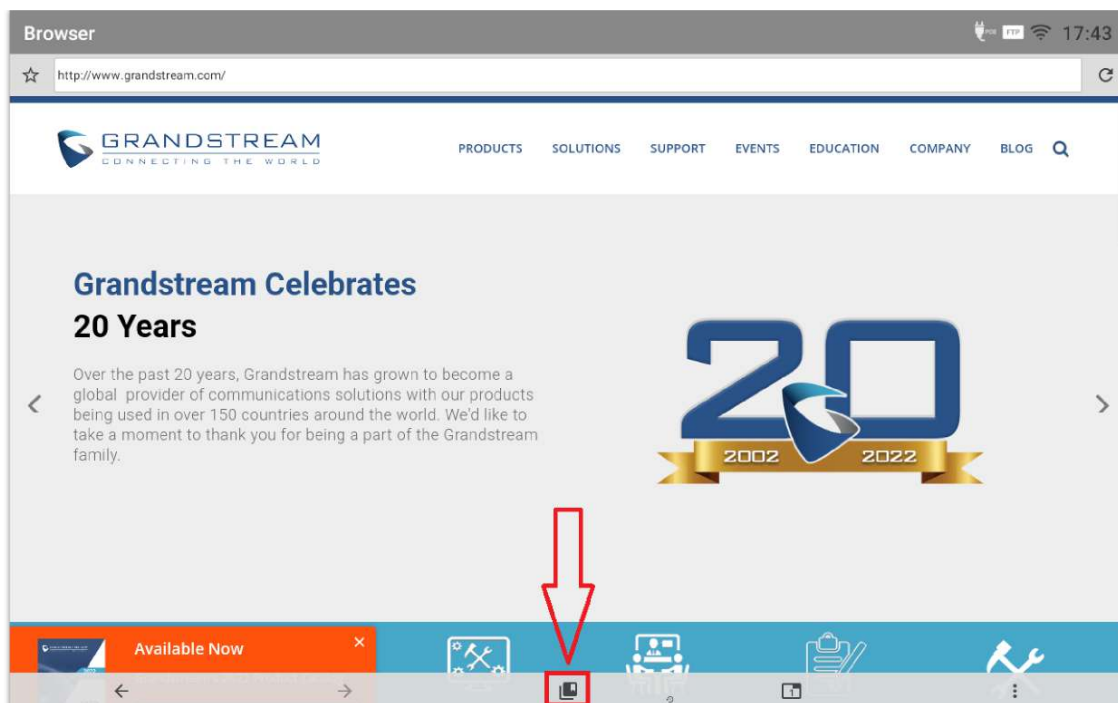 Browser
POE FTP 17:43
http://www.grandstream.com/
GRANDSTREAM
CONNECTING THE WORLD
PRODUCTS SOLUTIONS SUPPORT EVENTS EDUCATION COMPANY BLOG
Grandstream Celebrates
20 Years
Over the past 20 years, Grandstream has grown to become a
global provider of communications solutions with our products
being used in over 150 countries around the world. We'd like to
take a moment to thank you for being a part of the Grandstream
family.
20
2002 2022
Available Now
1